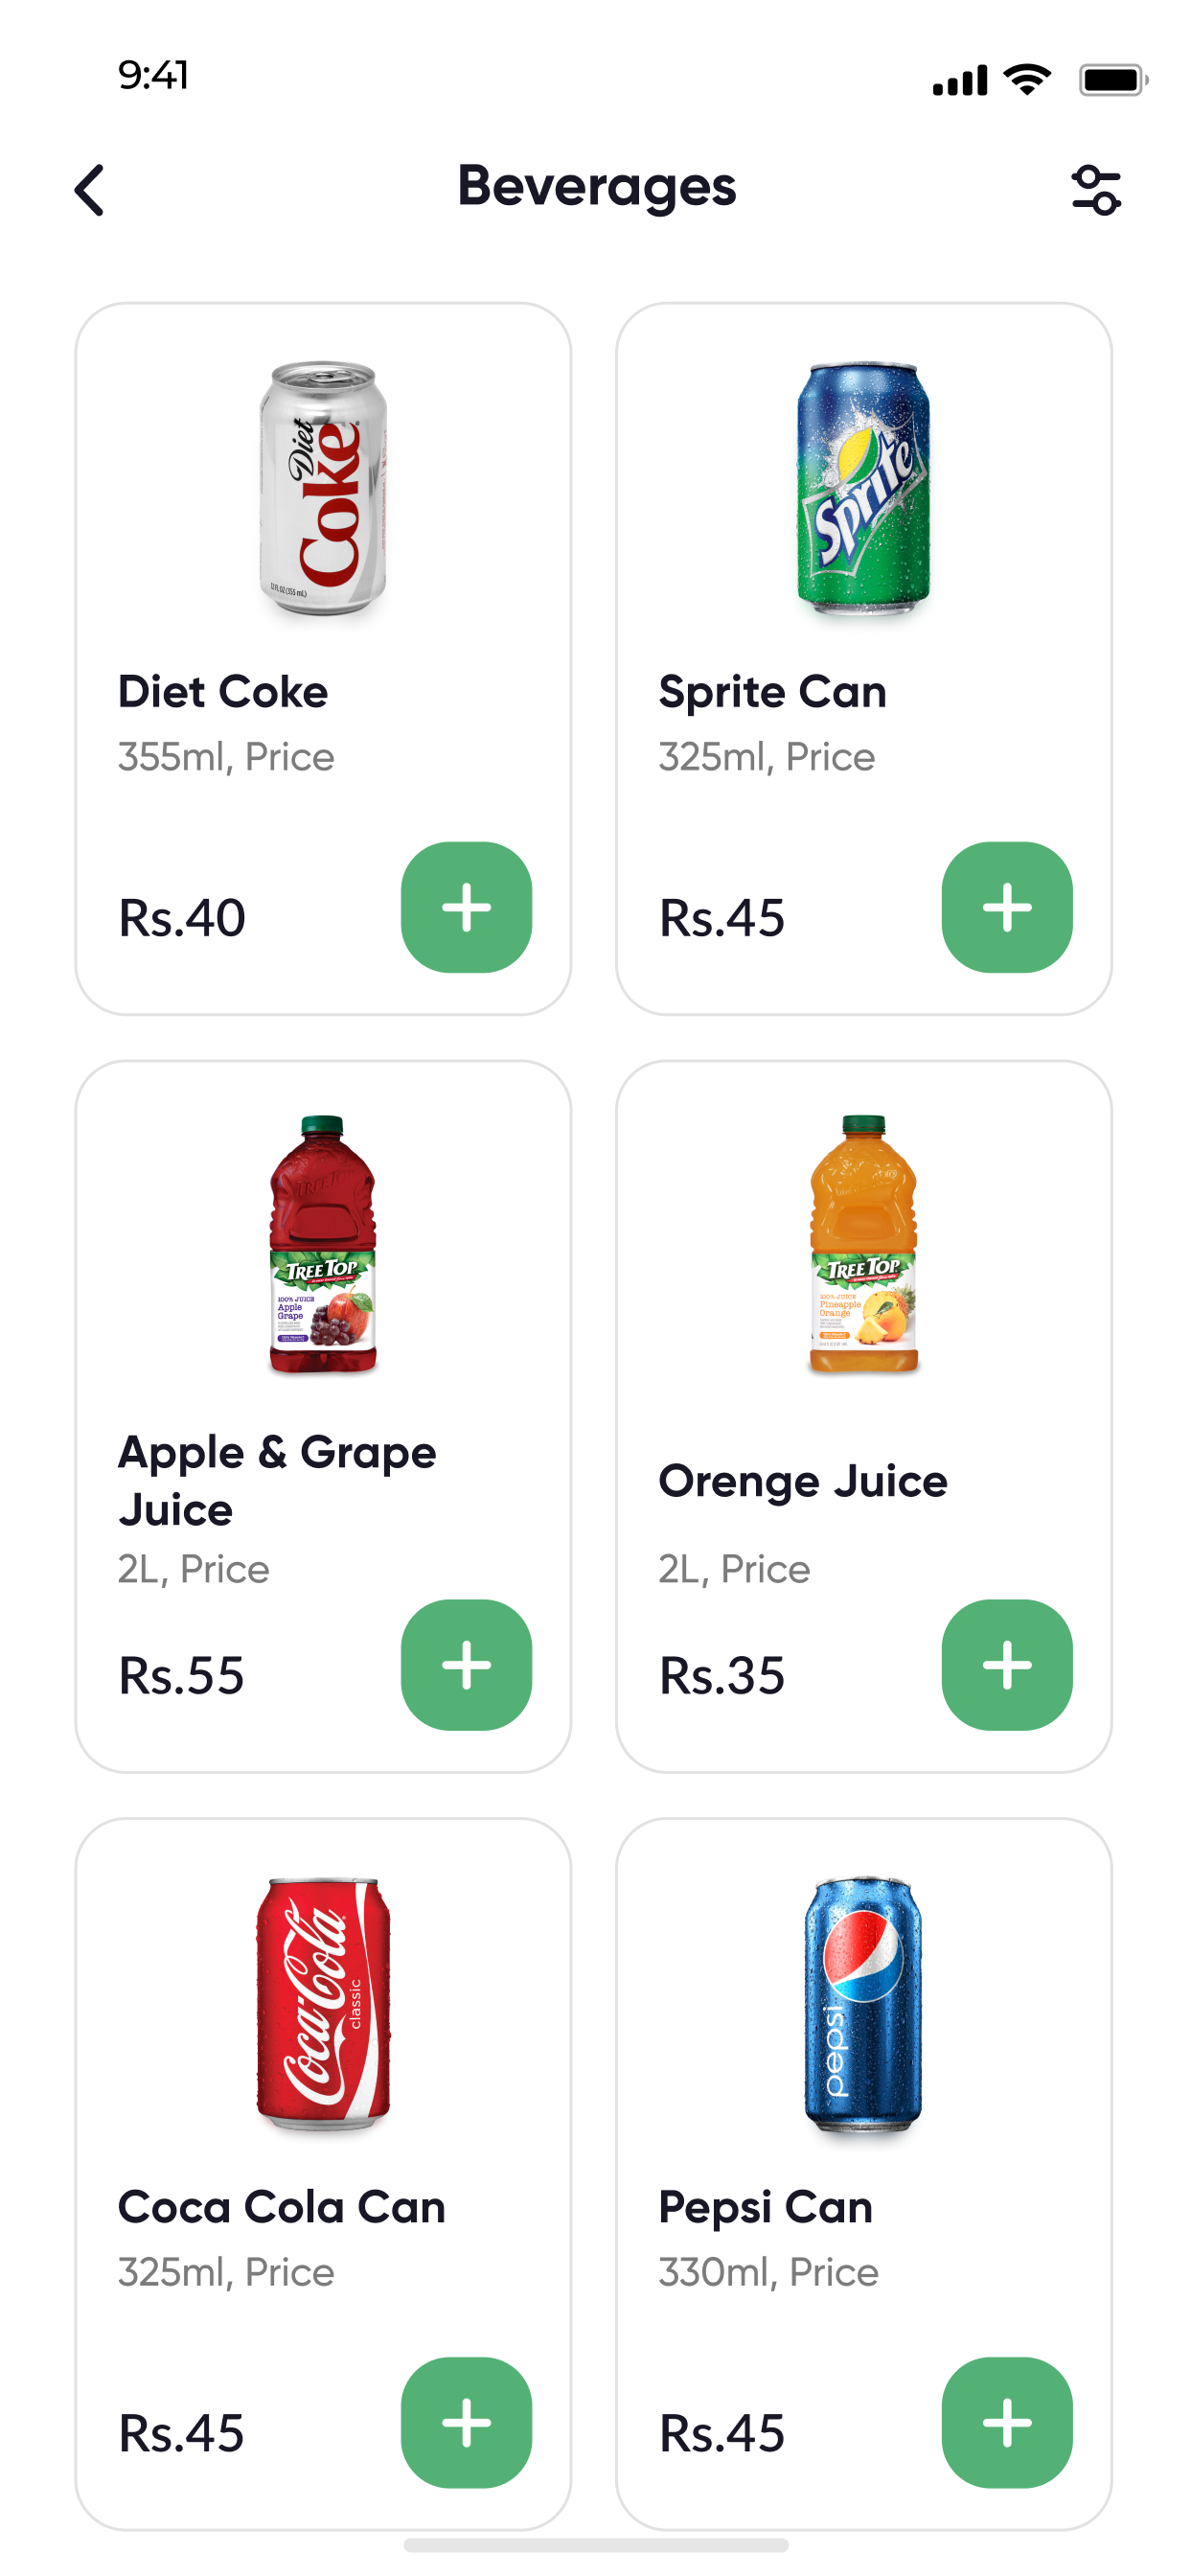 9:41
Beverages
Diet
Coke
12 FL OZ (355 mL)
Sprite
Diet Coke
Sprite Can
355ml, Price
325ml, Price
Rs.40
Rs.45
TREE TOP
TREE TOP
100% JUICE
Apple
Grape
TREE TOP
100% JUICE
Pineapple
Orange
Apple & Grape
Juice
Orenge Juice
2L, Price
2L, Price
Rs.55
Rs.35
Coca-Cola
classic
pepsi
Coca Cola Can
Pepsi Can
325ml, Price
330ml, Price
Rs.45
Rs.45